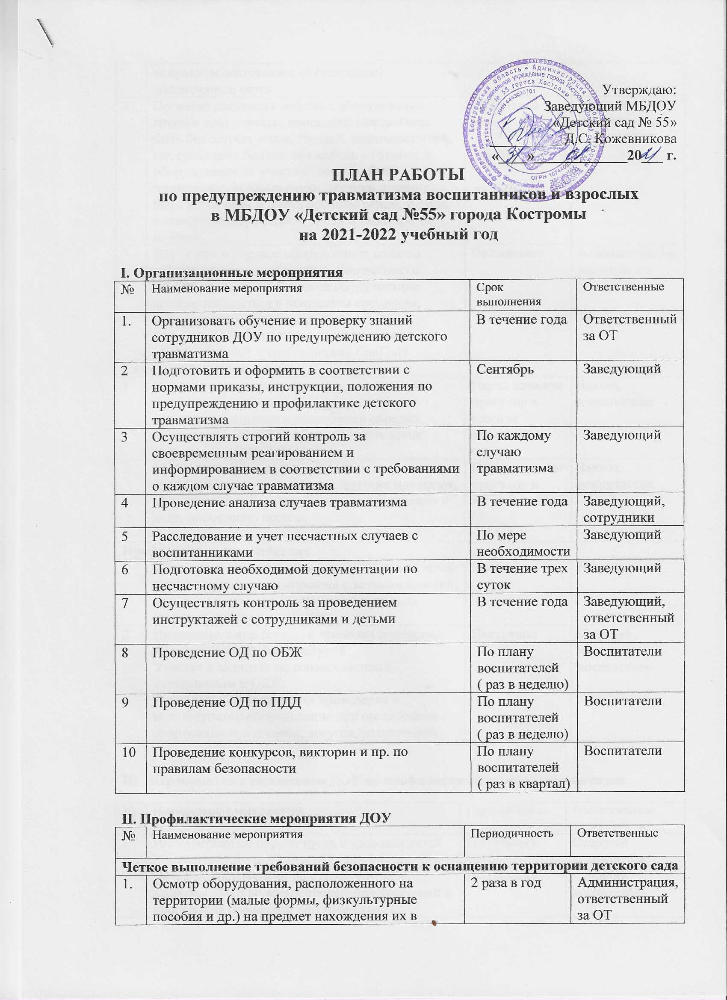 Утверждаю:
Заведующий МБДОУ
«Детский сад № 55»
Д.С. Кожевникова
«31» 2021 г.
ПЛАН РАБОТЫ
по предупреждению травматизма воспитанников и взрослых
в МБДОУ «Детский сад №55» города Костромы
на 2021-2022 учебный год
I. Организационные мероприятия
№ Наименование мероприятия Срок Ответственные
выполнения
1. Организовать обучение и проверку знаний В течение года Ответственный
сотрудников ДОУ по предупреждению детского за ОТ
травматизма
2 Подготовить и оформить в соответствии с Сентябрь Заведующий
нормами приказы, инструкции, положения по
предупреждению и профилактике детского
травматизма
3 Осуществлять строгий контроль за По каждому Заведующий
своевременным реагированием и случаю
информированием в соответствии с требованиями травматизма
о каждом случае травматизма
4 Проведение анализа случаев травматизма В течение года Заведующий,
сотрудники
5 Расследование и учет несчастных случаев с По мере Заведующий
воспитанниками необходимости
6 Подготовка необходимой документации по В течение трех Заведующий
несчастному случаю суток
7 Осуществлять контроль за проведением В течение года Заведующий,
инструктажей с сотрудниками и детьми ответственный
за ОТ
8 Проведение ОД по ОБЖ По плану Воспитатели
воспитателей
( раз в неделю)
9 Проведение ОД по ПДД По плану Воспитатели
воспитателей
( раз в неделю)
10 Проведение конкурсов, викторин и пр. по По плану Воспитатели
правилам безопасности воспитателей
( раз в квартал)
II. Профилактические мероприятия ДОУ
№ Наименование мероприятия Периодичность Ответственные
Четкое выполнение требований безопасности к оснащению территории детского сада
1. Осмотр оборудования, расположенного на 2 раза в год Администрация,
территории (малые формы, физкультурные ответственный
пособия и др.) на предмет нахождения их в за ОТ